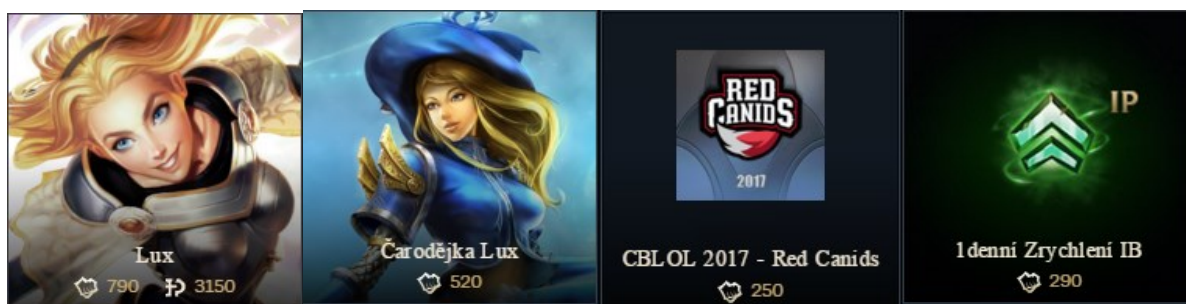 Lux
790 3150
Čarodějka Lux
520
RED
CANIDS
2017
CBLOL 2017 - Red Canids
250
IP
1denní Zrychlení IB
290